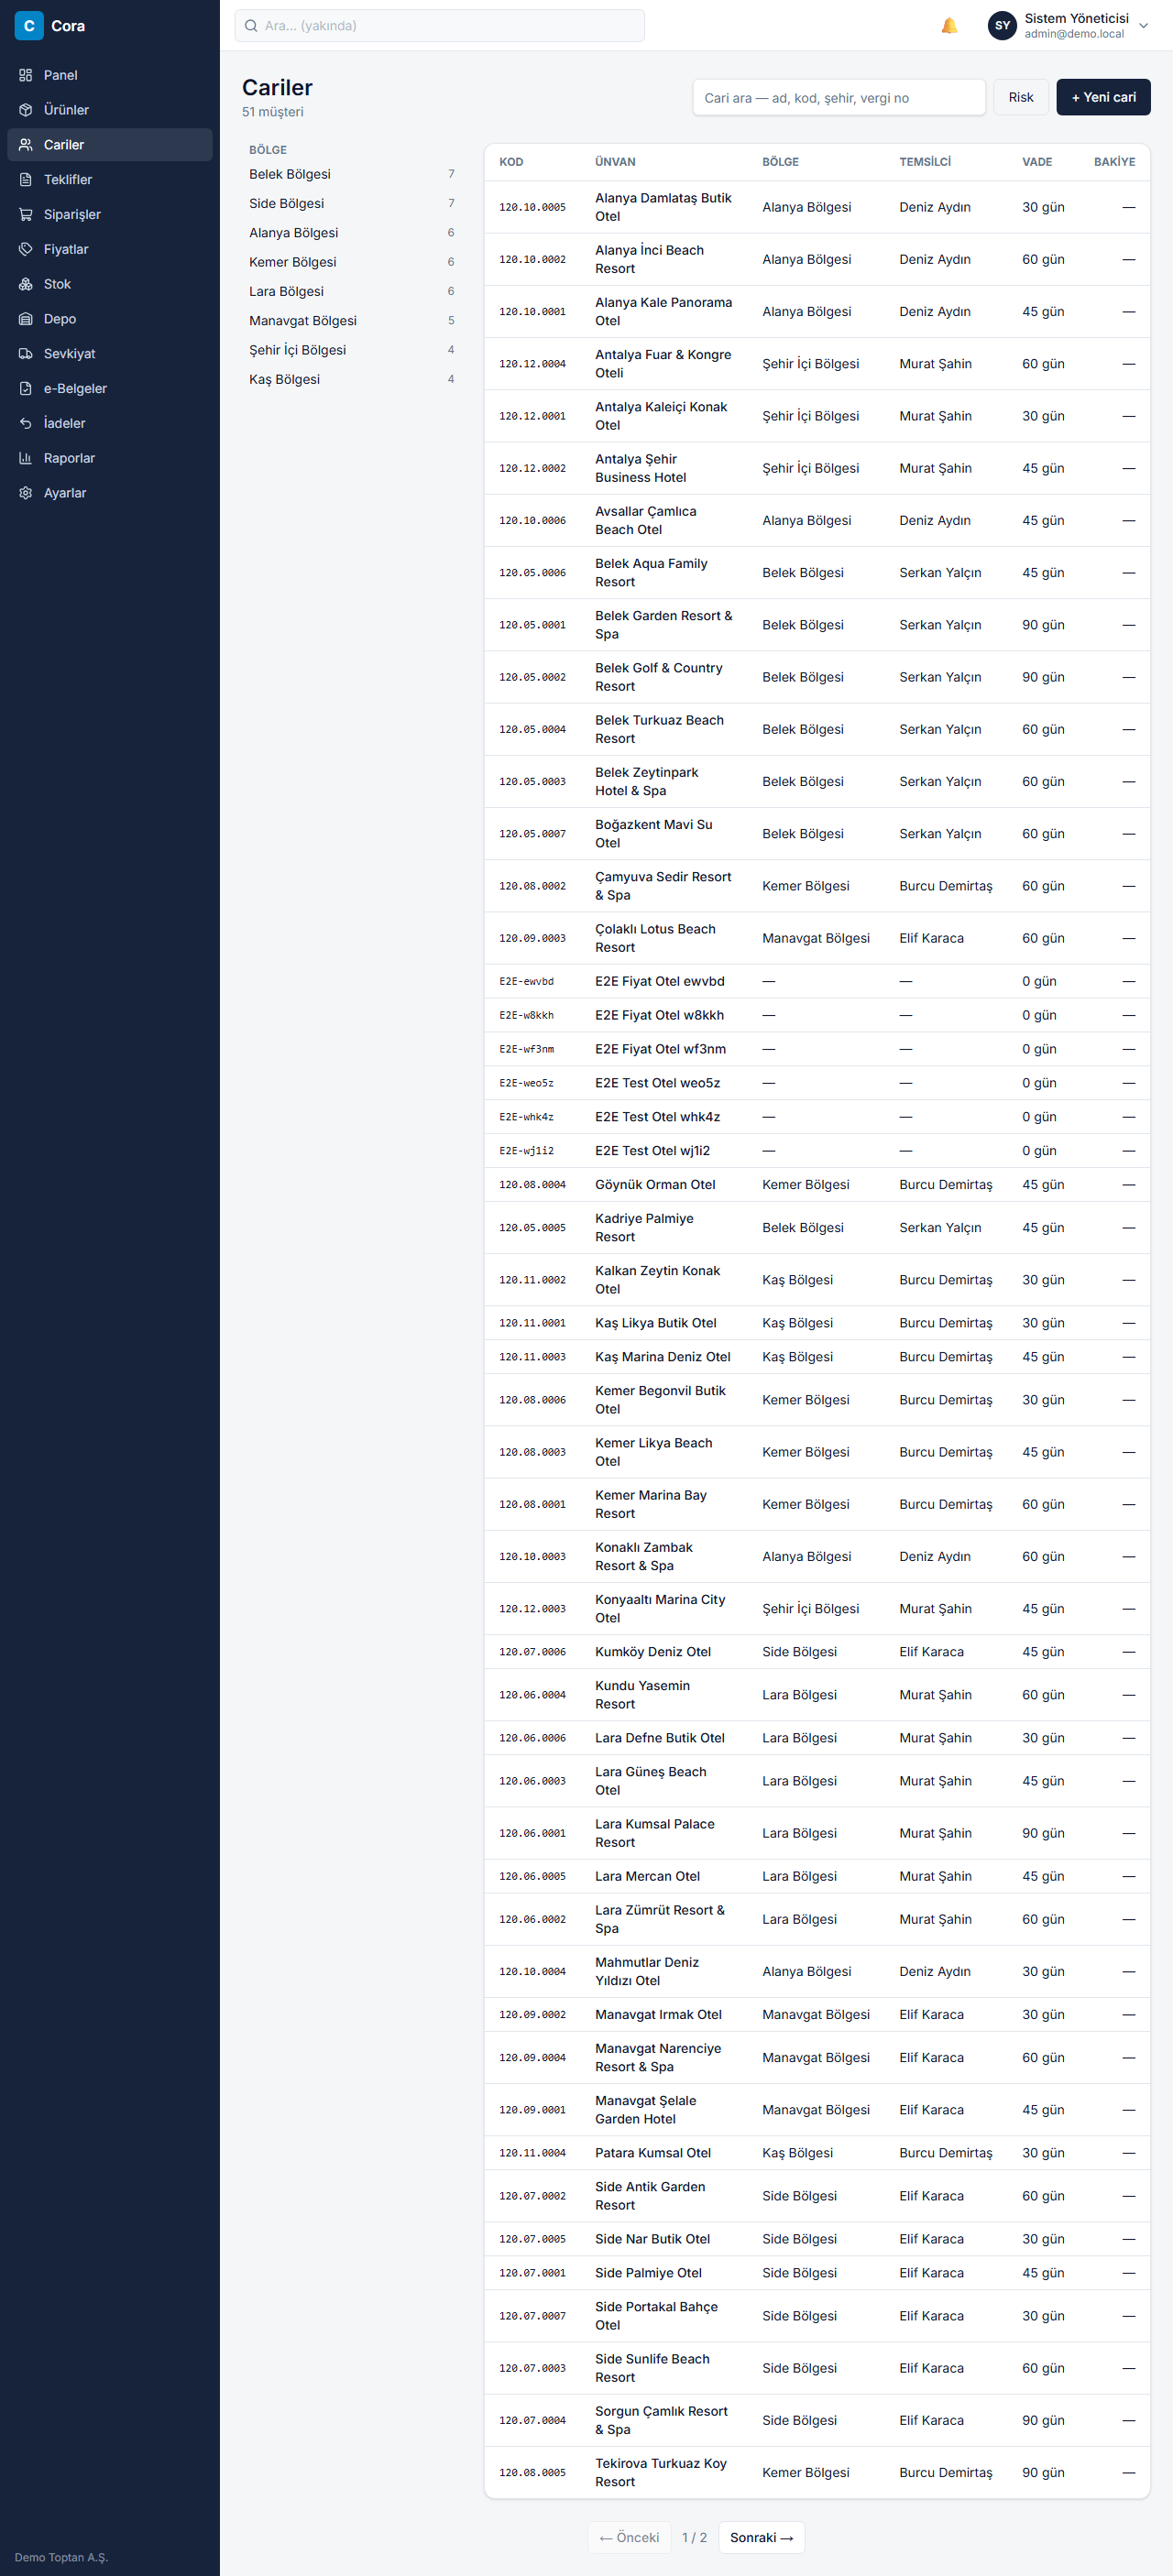 C Cora
Ara... (yakında)
SY Sistem Yöneticisi
admin@demo.local
Panel
Ürünler
Cariler
Teklifler
Siparişler
Fiyatlar
Stok
Depo
Sevkiyat
e-Belgeler
İadeler
Raporlar
Ayarlar
Demo Toptan A.Ş.
Cariler
51 müşteri
Cari ara — ad, kod, şehir, vergi no
Risk
+ Yeni cari
BÖLGE
Belek Bölgesi 7
Side Bölgesi 7
Alanya Bölgesi 6
Kemer Bölgesi 6
Lara Bölgesi 6
Manavgat Bölgesi 5
Şehir İçi Bölgesi 4
Kaş Bölgesi 4
KOD ÜNVAN BÖLGE TEMSİLCİ VADE BAKİYE
120.10.0005 Alanya Damlataş Butik Otel Alanya Bölgesi Deniz Aydın 30 gün —
120.10.0002 Alanya İnci Beach Resort Alanya Bölgesi Deniz Aydın 60 gün —
120.10.0001 Alanya Kale Panorama Otel Alanya Bölgesi Deniz Aydın 45 gün —
120.12.0004 Antalya Fuar & Kongre Oteli Şehir İçi Bölgesi Murat Şahin 60 gün —
120.12.0001 Antalya Kaleiçi Konak Otel Şehir İçi Bölgesi Murat Şahin 30 gün —
120.12.0002 Antalya Şehir Business Hotel Şehir İçi Bölgesi Murat Şahin 45 gün —
120.10.0006 Avsallar Çamlıca Beach Otel Alanya Bölgesi Deniz Aydın 45 gün —
120.05.0006 Belek Aqua Family Resort Belek Bölgesi Serkan Yalçın 45 gün —
120.05.0001 Belek Garden Resort & Spa Belek Bölgesi Serkan Yalçın 90 gün —
120.05.0002 Belek Golf & Country Resort Belek Bölgesi Serkan Yalçın 90 gün —
120.05.0004 Belek Turkuaz Beach Resort Belek Bölgesi Serkan Yalçın 60 gün —
120.05.0003 Belek Zeytinpark Hotel & Spa Belek Bölgesi Serkan Yalçın 60 gün —
120.05.0007 Boğazkent Mavi Su Otel Belek Bölgesi Serkan Yalçın 60 gün —
120.08.0002 Çamyuva Sedir Resort & Spa Kemer Bölgesi Burcu Demirtaş 60 gün —
120.09.0003 Çolaklı Lotus Beach Resort Manavgat Bölgesi Elif Karaca 60 gün —
E2E-ewvbd E2E Fiyat Otel ewvbd — — 0 gün —
E2E-w8kkh E2E Fiyat Otel w8kkh — — 0 gün —
E2E-wf3nm E2E Fiyat Otel wf3nm — — 0 gün —
E2E-weo5z E2E Test Otel weo5z — — 0 gün —
E2E-whk4z E2E Test Otel whk4z — — 0 gün —
E2E-wj1i2 E2E Test Otel wj1i2 — — 0 gün —
120.08.0004 Göynük Orman Otel Kemer Bölgesi Burcu Demirtaş 45 gün —
120.05.0005 Kadriye Palmiye Resort Belek Bölgesi Serkan Yalçın 45 gün —
120.11.0002 Kalkan Zeytin Konak Otel Kaş Bölgesi Burcu Demirtaş 30 gün —
120.11.0001 Kaş Likya Butik Otel Kaş Bölgesi Burcu Demirtaş 30 gün —
120.11.0003 Kaş Marina Deniz Otel Kaş Bölgesi Burcu Demirtaş 45 gün —
120.08.0006 Kemer Begonvil Butik Otel Kemer Bölgesi Burcu Demirtaş 30 gün —
120.08.0003 Kemer Likya Beach Otel Kemer Bölgesi Burcu Demirtaş 45 gün —
120.08.0001 Kemer Marina Bay Resort Kemer Bölgesi Burcu Demirtaş 60 gün —
120.10.0003 Konaklı Zambak Resort & Spa Alanya Bölgesi Deniz Aydın 60 gün —
120.12.0003 Konyaaltı Marina City Otel Şehir İçi Bölgesi Murat Şahin 45 gün —
120.07.0006 Kumköy Deniz Otel Side Bölgesi Elif Karaca 45 gün —
120.06.0004 Kundu Yasemin Resort Lara Bölgesi Murat Şahin 60 gün —
120.06.0006 Lara Defne Butik Otel Lara Bölgesi Murat Şahin 30 gün —
120.06.0003 Lara Güneş Beach Otel Lara Bölgesi Murat Şahin 45 gün —
120.06.0001 Lara Kumsal Palace Resort Lara Bölgesi Murat Şahin 90 gün —
120.06.0005 Lara Mercan Otel Lara Bölgesi Murat Şahin 45 gün —
120.06.0002 Lara Zümrüt Resort & Spa Lara Bölgesi Murat Şahin 60 gün —
120.10.0004 Mahmutlar Deniz Yıldızı Otel Alanya Bölgesi Deniz Aydın 30 gün —
120.09.0002 Manavgat Irmak Otel Manavgat Bölgesi Elif Karaca 30 gün —
120.09.0004 Manavgat Narenciye Resort & Spa Manavgat Bölgesi Elif Karaca 60 gün —
120.09.0001 Manavgat Şelale Garden Hotel Manavgat Bölgesi Elif Karaca 45 gün —
120.11.0004 Patara Kumsal Otel Kaş Bölgesi Burcu Demirtaş 30 gün —
120.07.0002 Side Antik Garden Resort Side Bölgesi Elif Karaca 60 gün —
120.07.0005 Side Nar Butik Otel Side Bölgesi Elif Karaca 30 gün —
120.07.0001 Side Palmiye Otel Side Bölgesi Elif Karaca 45 gün —
120.07.0007 Side Portakal Bahçe Otel Side Bölgesi Elif Karaca 30 gün —
120.07.0003 Side Sunlife Beach Resort Side Bölgesi Elif Karaca 60 gün —
120.07.0004 Sorgun Çamlık Resort & Spa Side Bölgesi Elif Karaca 90 gün —
120.08.0005 Tekirova Turkuaz Koy Resort Kemer Bölgesi Burcu Demirtaş 90 gün —
← Önceki 1 / 2 Sonraki →